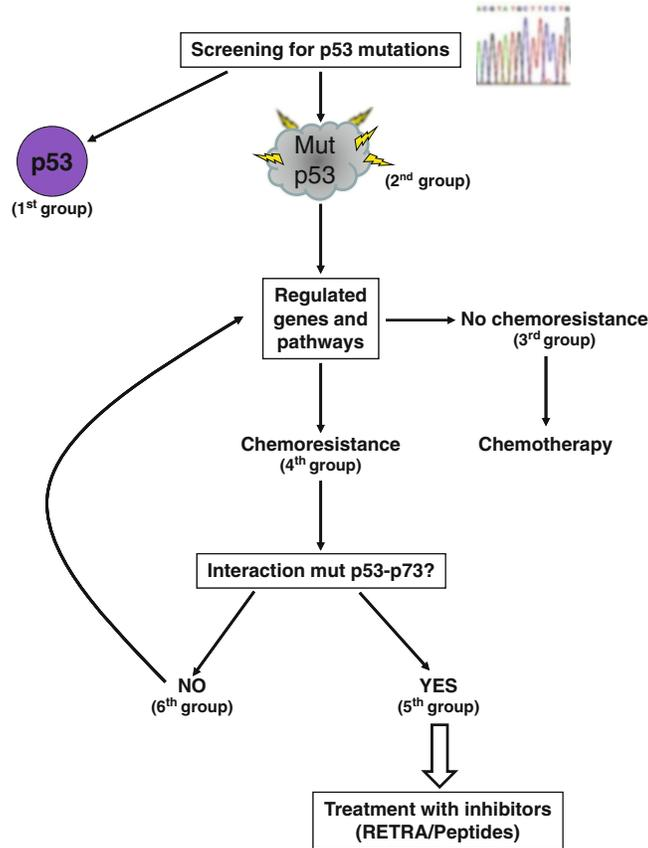 Screening for p53 mutations
p53
(1st group)
Mut
p53
(2nd group)
Regulated
genes and
pathways
No chemoresistance
(3rd group)
Chemoresistance
(4th group)
Chemotherapy
Interaction mut p53-p73?
NO
(6th group)
YES
(5th group)
Treatment with inhibitors
(RETRA/Peptides)